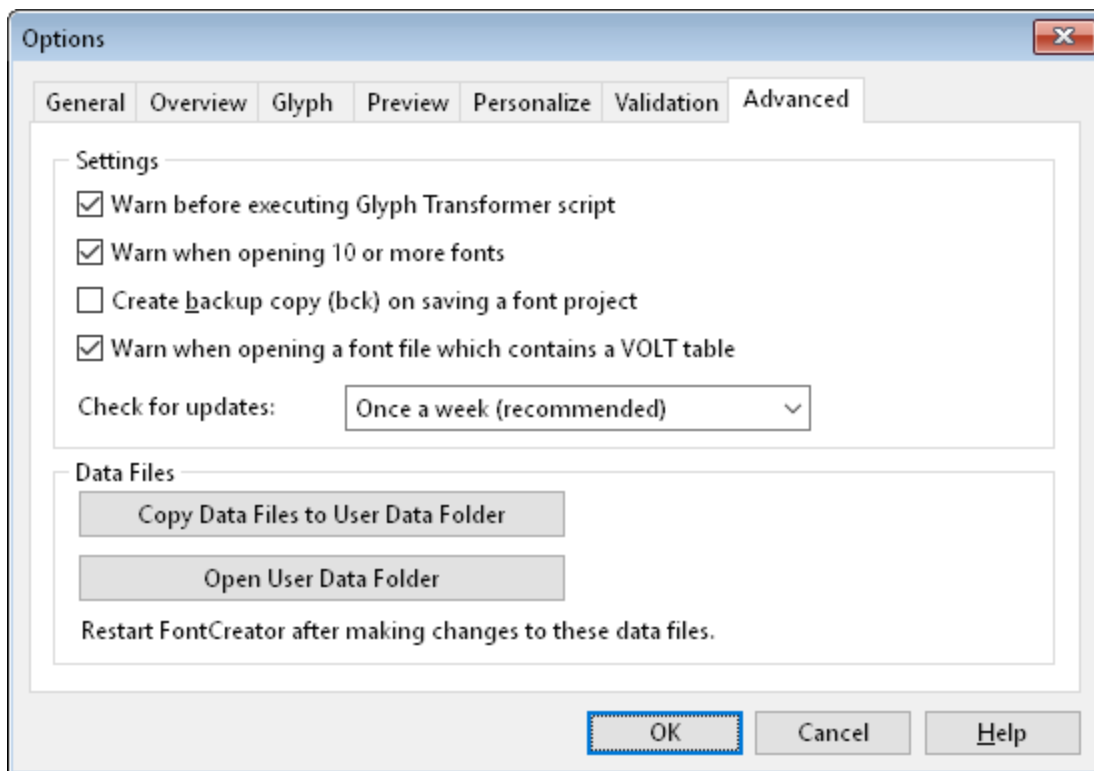 Options
General Overview Glyph Preview Personalize Validation Advanced
Settings
Warn before executing Glyph Transformer script
Warn when opening 10 or more fonts
Create backup copy (bck) on saving a font project
Warn when opening a font file which contains a VOLT table
Check for updates: Once a week (recommended)
Data Files
Copy Data Files to User Data Folder
Open User Data Folder
Restart FontCreator after making changes to these data files.
OK Cancel Help